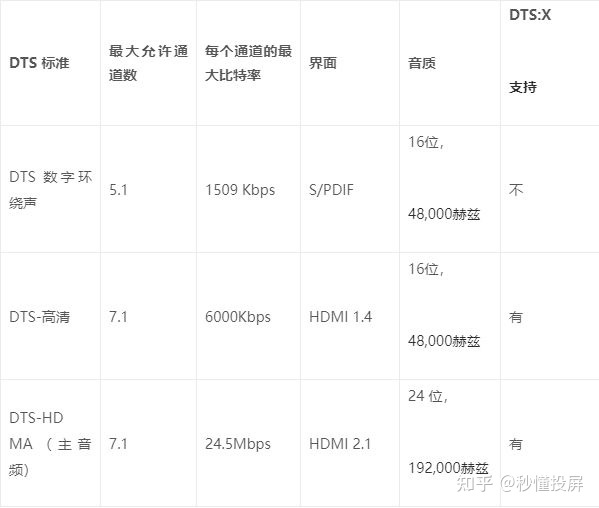 DTS 标准
最大允许通
道数
每个通道的最
大比特率
界面
音质
DTS:X
支持
DTS 数字环
绕声
5.1
1509 Kbps
S/PDIF
16位，
48,000赫兹
不
DTS-高清
7.1
6000Kbps
HDMI 1.4
16位，
48,000赫兹
有
DTS-HD
MA（主音
频）
7.1
24.5Mbps
HDMI 2.1
24 位，
192,000赫兹
有
知乎 @秒懂投屏